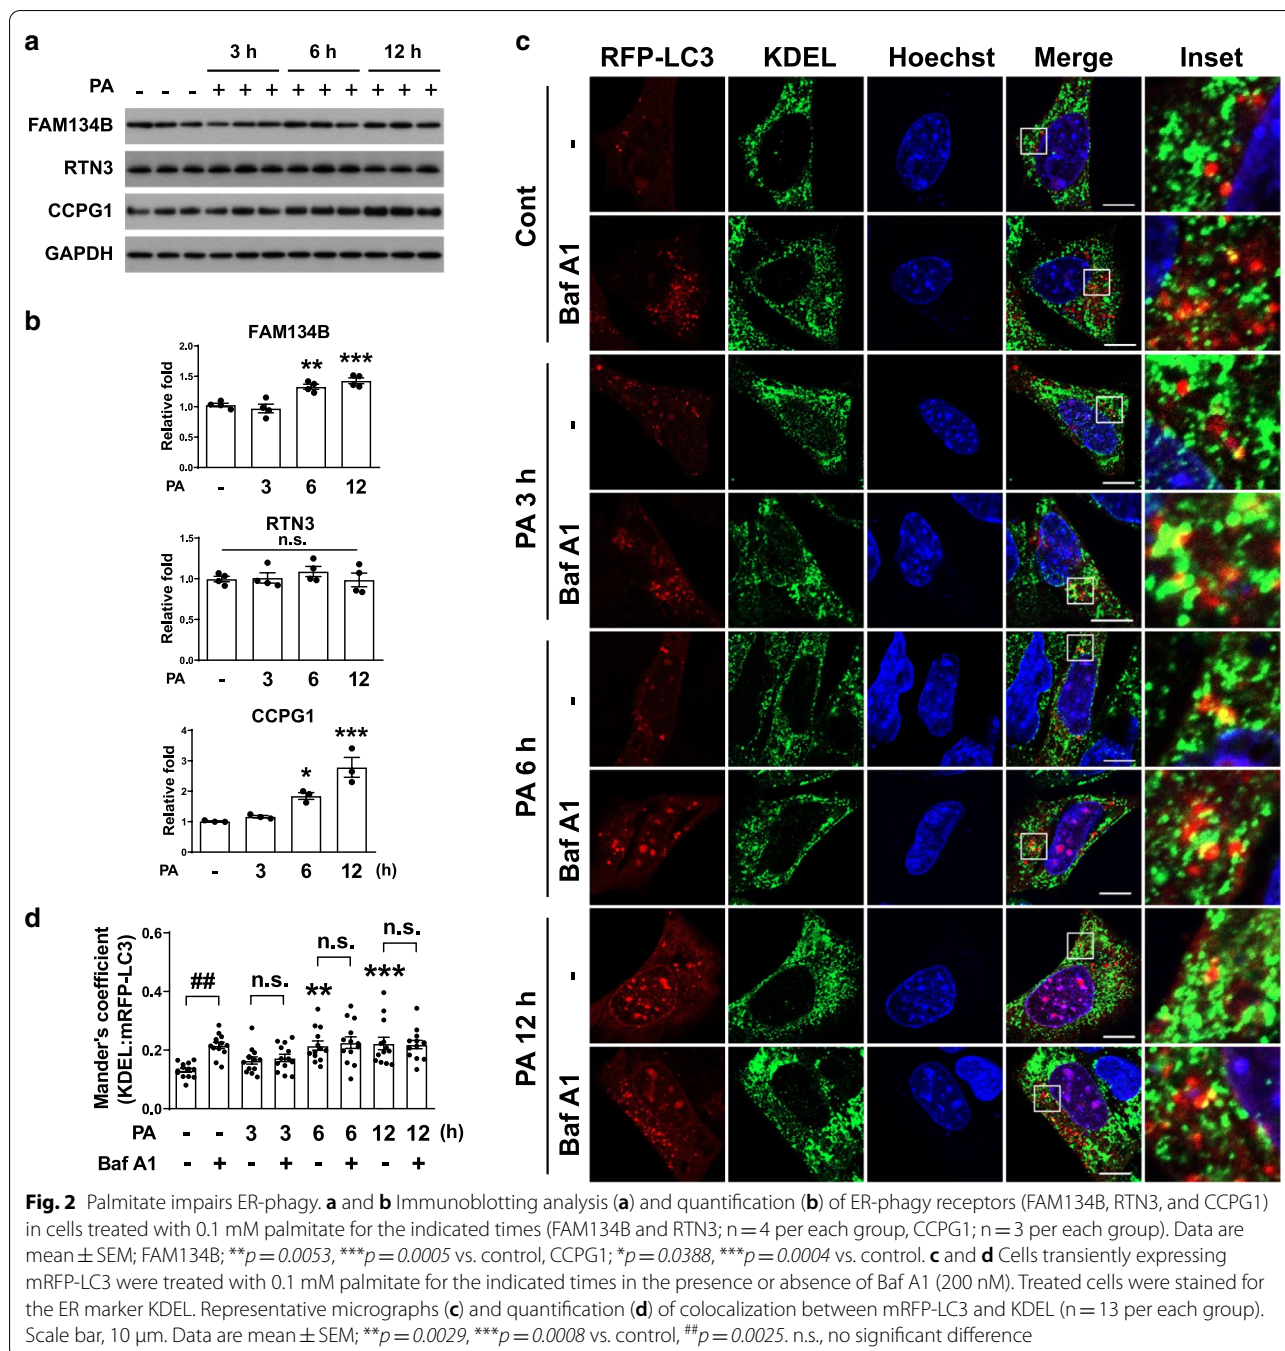 a
3 h 6 h 12 h
PA - - - + + + + + + + + +
FAM134B
RTN3
CCPG1
GAPDH
b
FAM134B
Relative fold
2.0
1.5
1.0
0.5
0.0
** ***
PA - 3 6 12
RTN3
n.s.
Relative fold
1.5
1.0
0.5
0
PA - 3 6 12
CCPG1
Relative fold
4
3
2
1
0
* ***
PA - 3 6 12 (h)
c
RFP-LC3 KDEL Hoechst Merge Inset
Cont
-
Baf A1
PA 3 h
-
Baf A1
PA 6 h
-
Baf A1
PA 12 h
-
Baf A1
d
Mander's coefficient
(KDEL:mRFP-LC3)
0.6
0.4
0.2
0.0
## n.s. ** n.s. *** n.s.
PA - - 3 3 6 6 12 12 (h)
Baf A1 - + - + - + - +
Fig. 2 Palmitate impairs ER-phagy. a and b Immunoblotting analysis (a) and quantification (b) of ER-phagy receptors (FAM134B, RTN3, and CCPG1)
in cells treated with 0.1 mM palmitate for the indicated times (FAM134B and RTN3; n = 4 per each group, CCPG1; n = 3 per each group). Data are
mean ± SEM; FAM134B; **p = 0.0053, ***p = 0.0005 vs. control, CCPG1; *p = 0.0388, ***p = 0.0004 vs. control. c and d Cells transiently expressing
mRFP-LC3 were treated with 0.1 mM palmitate for the indicated times in the presence or absence of Baf A1 (200 nM). Treated cells were stained for
the ER marker KDEL. Representative micrographs (c) and quantification (d) of colocalization between mRFP-LC3 and KDEL (n = 13 per each group).
Scale bar, 10 μm. Data are mean ± SEM; **p = 0.0029, ***p = 0.0008 vs. control, ##p = 0.0025. n.s., no significant difference